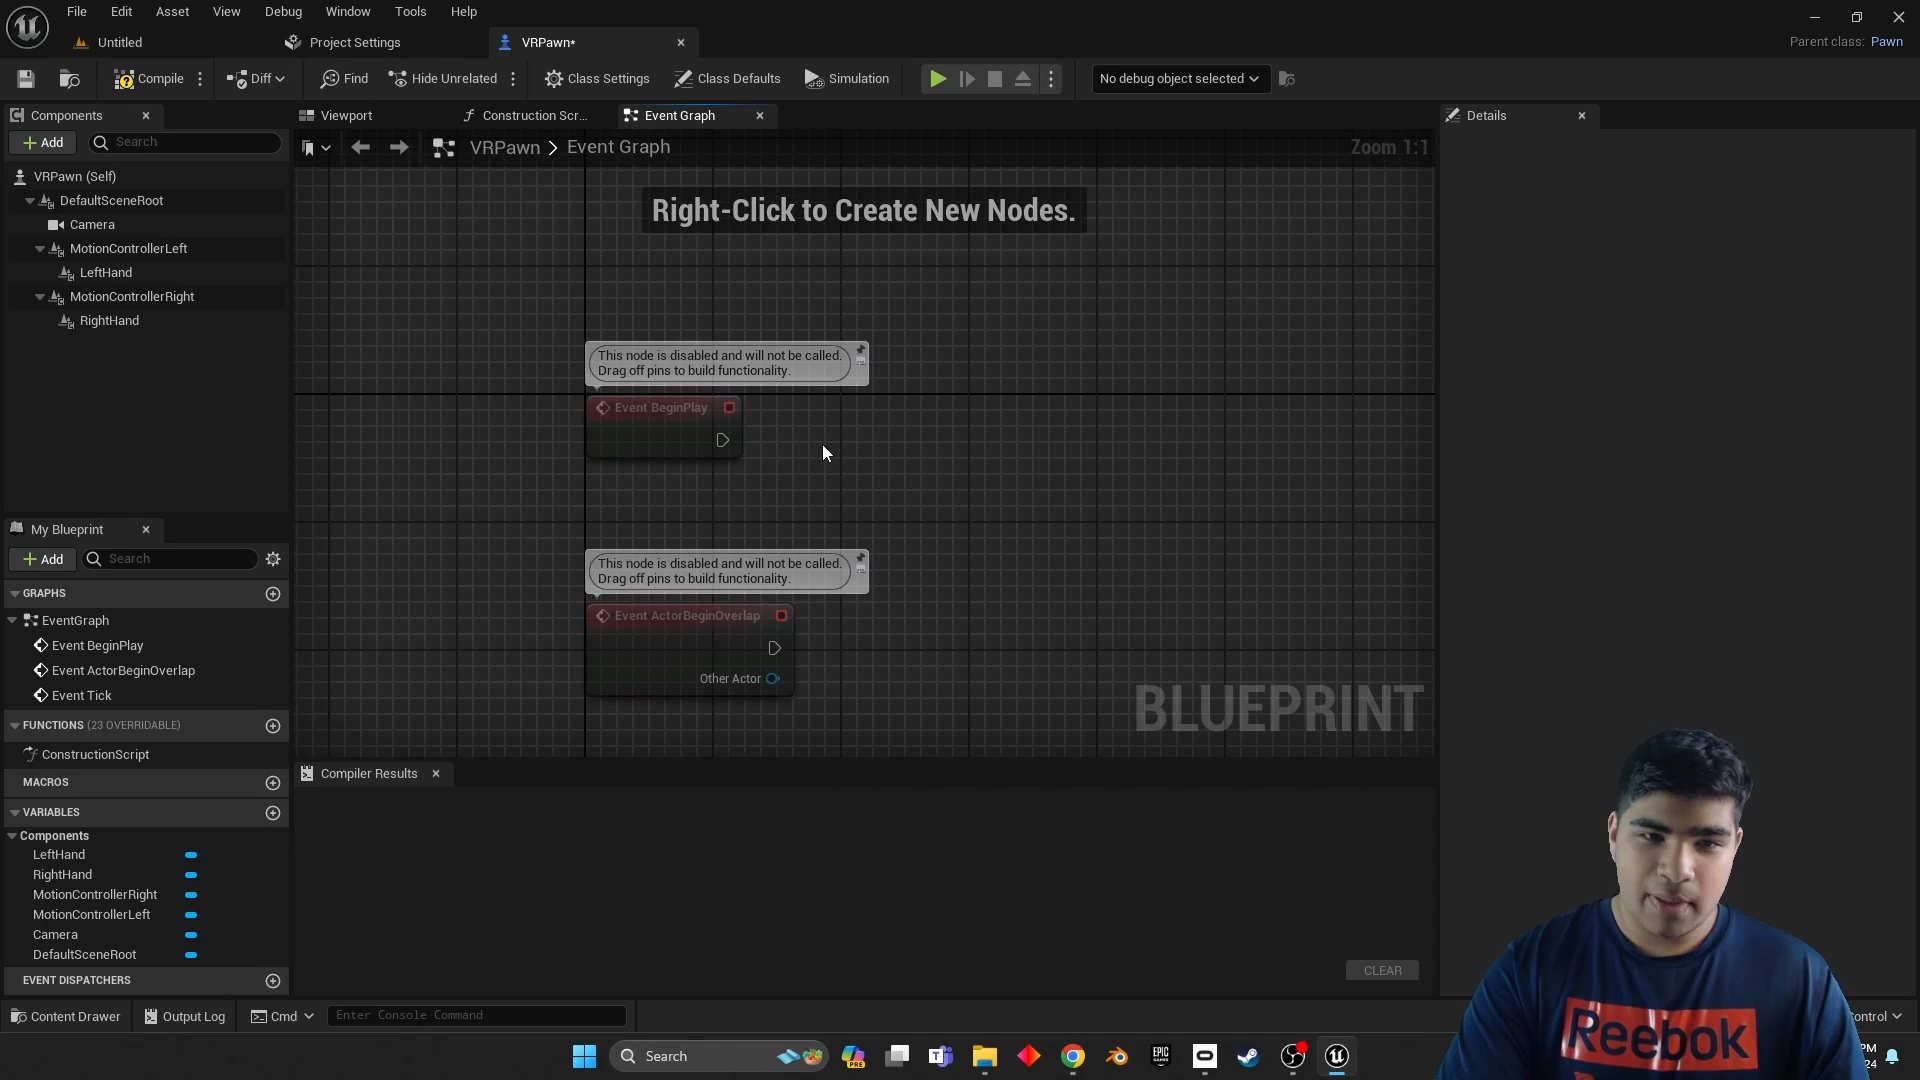 File Edit Asset View Debug Window Tools Help
Untitled
Project Settings
VRPawn*
Parent class: Pawn
Compile
Diff
Find
Hide Unrelated
Class Settings
Class Defaults
Simulation
No debug object selected
Components
Add
Search
VRPawn (Self)
DefaultSceneRoot
Camera
MotionControllerLeft
LeftHand
MotionControllerRight
RightHand
My Blueprint
Add
Search
GRAPHS
EventGraph
Event BeginPlay
Event ActorBeginOverlap
Event Tick
FUNCTIONS (23 OVERRIDABLE)
ConstructionScript
MACROS
VARIABLES
Components
LeftHand
RightHand
MotionControllerRight
MotionControllerLeft
Camera
DefaultSceneRoot
EVENT DISPATCHERS
Viewport
Construction Scr...
Event Graph
VRPawn > Event Graph
Zoom 1:1
Right-Click to Create New Nodes.
This node is disabled and will not be called.
Drag off pins to build functionality.
Event BeginPlay
This node is disabled and will not be called.
Drag off pins to build functionality.
Event ActorBeginOverlap
Other Actor
BLUEPRINT
Compiler Results
CLEAR
Details
Reebok
Content Drawer
Output Log
Cmd
Enter Console Command
Search
PRE
EPIC
GAMES